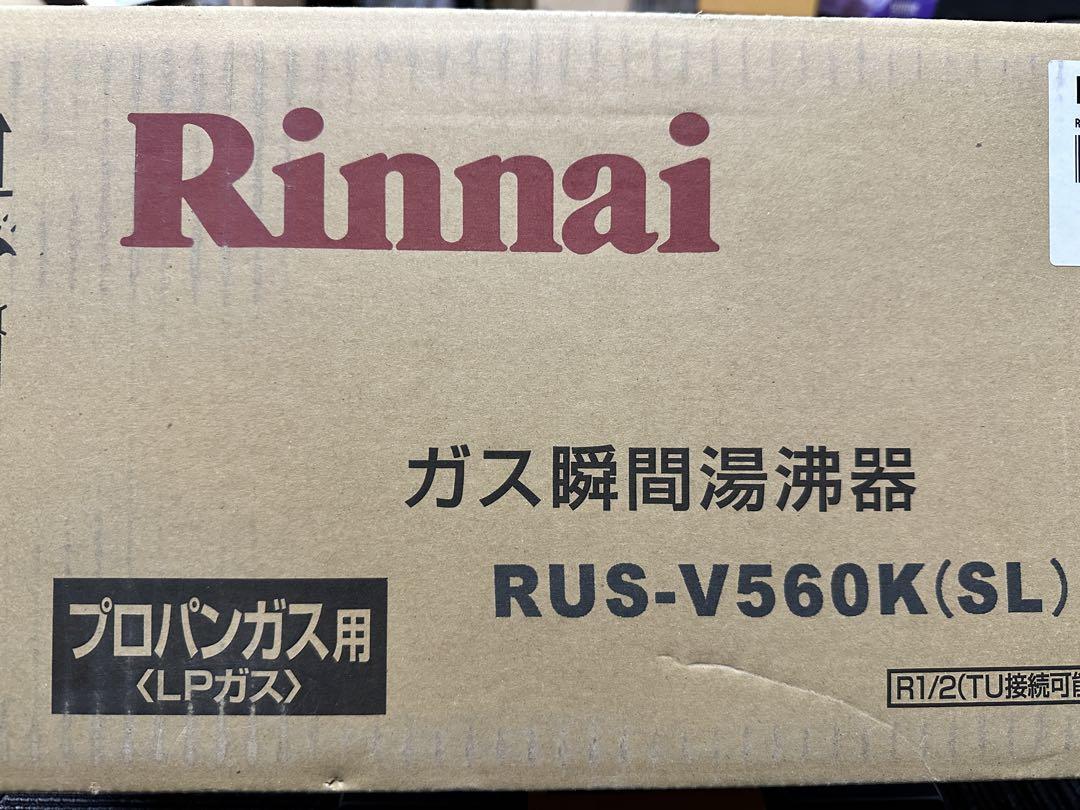 Rinnai
ガス瞬間湯沸器
RUS-V560K(SL)
プロパンガス用
〈LPガス〉
R1/2(TU接続可能